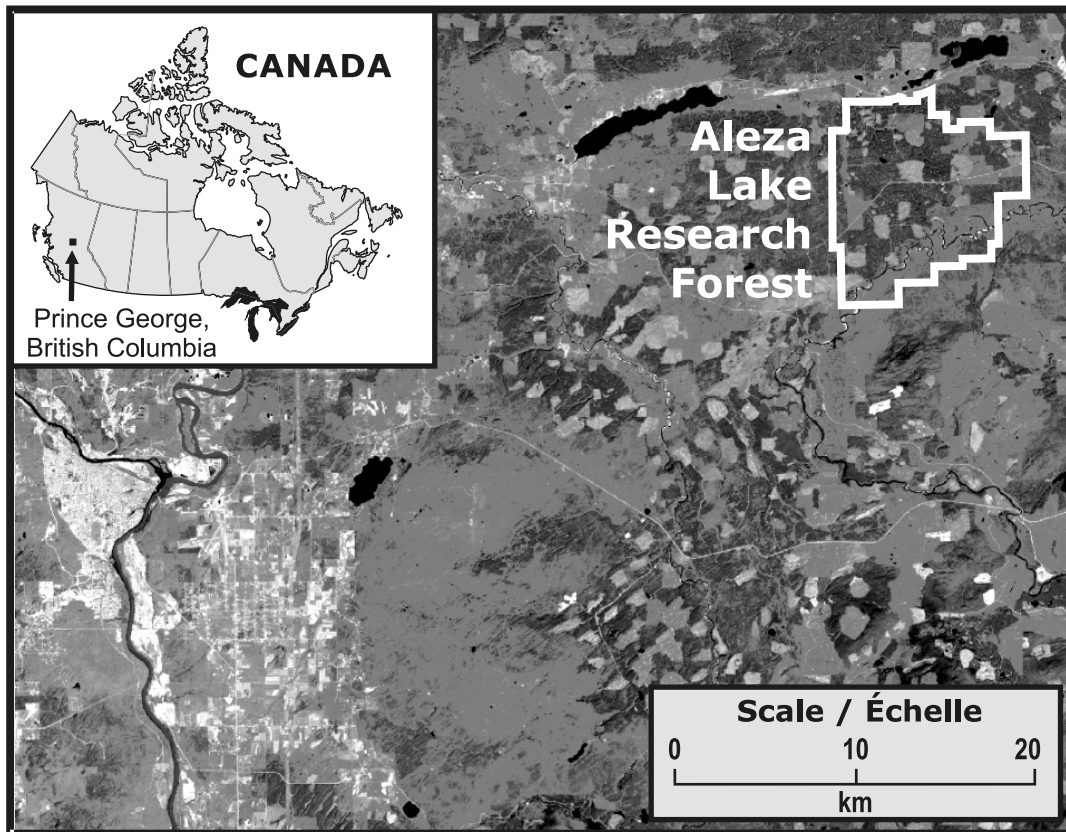 CANADA
Prince George,
British Columbia
Aleza
Lake
Research
Forest
Scale / Échelle
0 10 20
km